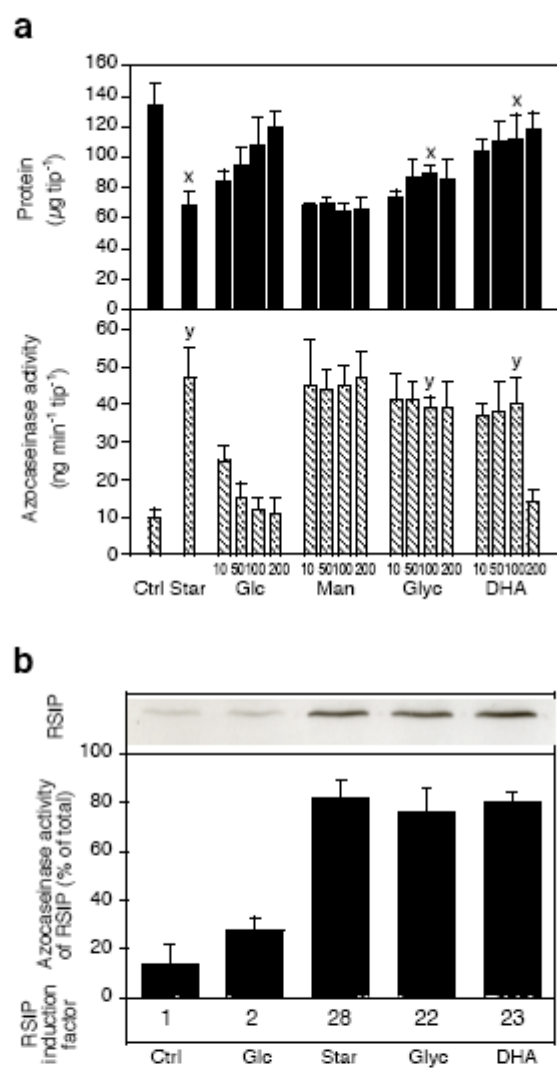 a
160
140
120
100
80
60
40
20
0
Protein
(µg tip⁻¹)
x
x
x
60
50
40
30
20
10
0
Azocaseinase activity
(ng min⁻¹ tip⁻¹)
y
y
y
10 50 100 200 10 50 100 200 10 50 100 200 10 50 100 200
Ctrl Star Glc Man Glyc DHA
b
RSIP
100
80
60
40
20
0
Azocaseinase activity
of RSIP (% of total)
RSIP
induction
factor
1 2 28 22 23
Ctrl Glc Star Glyc DHA